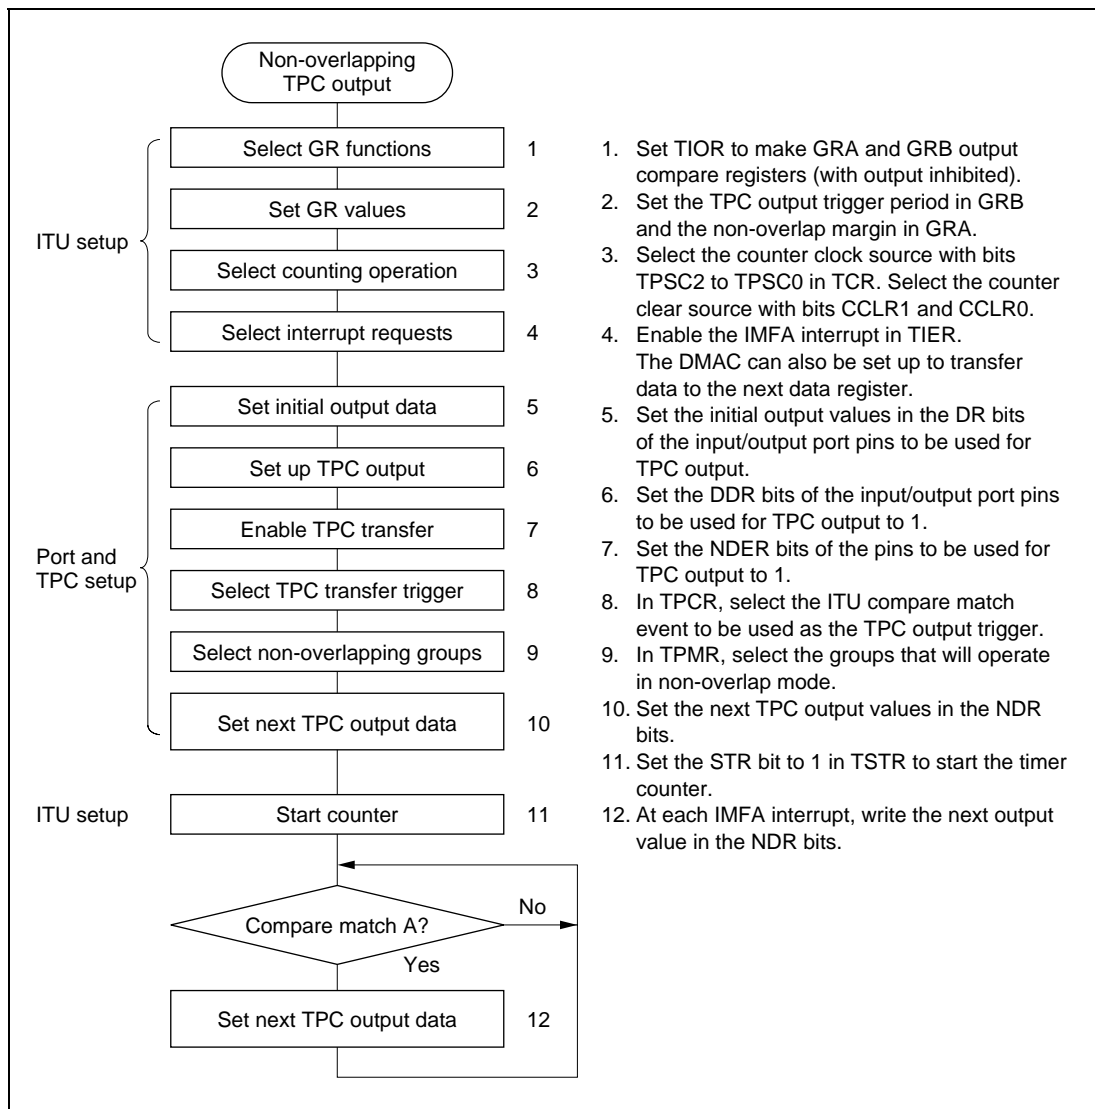 Non-overlapping
TPC output
ITU setup
Select GR functions 1
Set GR values 2
Select counting operation 3
Select interrupt requests 4
Port and
TPC setup
Set initial output data 5
Set up TPC output 6
Enable TPC transfer 7
Select TPC transfer trigger 8
Select non-overlapping groups 9
Set next TPC output data 10
ITU setup
Start counter 11
Compare match A?
No
Yes
Set next TPC output data 12
1. Set TIOR to make GRA and GRB output
compare registers (with output inhibited).
2. Set the TPC output trigger period in GRB
and the non-overlap margin in GRA.
3. Select the counter clock source with bits
TPSC2 to TPSC0 in TCR. Select the counter
clear source with bits CCLR1 and CCLR0.
4. Enable the IMFA interrupt in TIER.
The DMAC can also be set up to transfer
data to the next data register.
5. Set the initial output values in the DR bits
of the input/output port pins to be used for
TPC output.
6. Set the DDR bits of the input/output port pins
to be used for TPC output to 1.
7. Set the NDER bits of the pins to be used for
TPC output to 1.
8. In TPCR, select the ITU compare match
event to be used as the TPC output trigger.
9. In TPMR, select the groups that will operate
in non-overlap mode.
10. Set the next TPC output values in the NDR
bits.
11. Set the STR bit to 1 in TSTR to start the timer
counter.
12. At each IMFA interrupt, write the next output
value in the NDR bits.